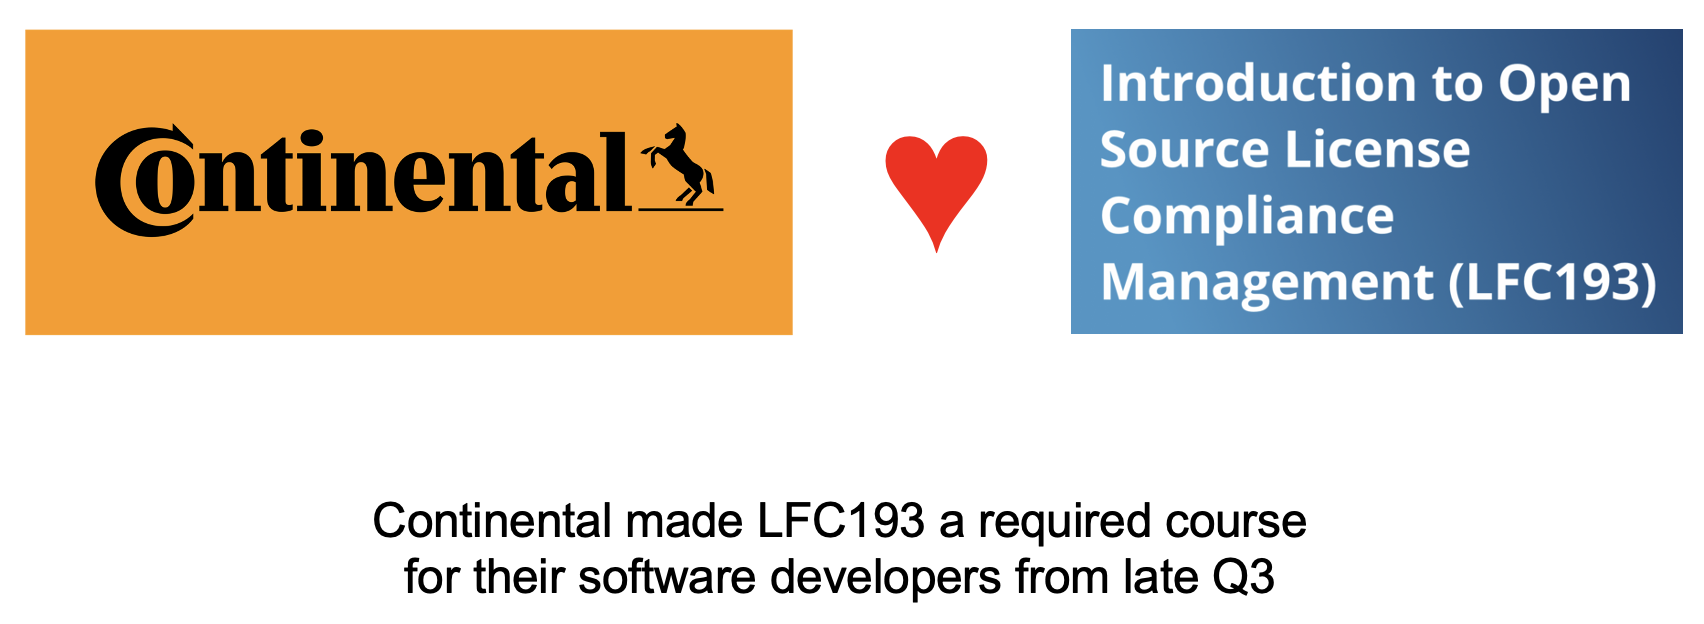 Continental
Introduction to Open
Source License
Compliance
Management (LFC193)
Continental made LFC193 a required course
for their software developers from late Q3